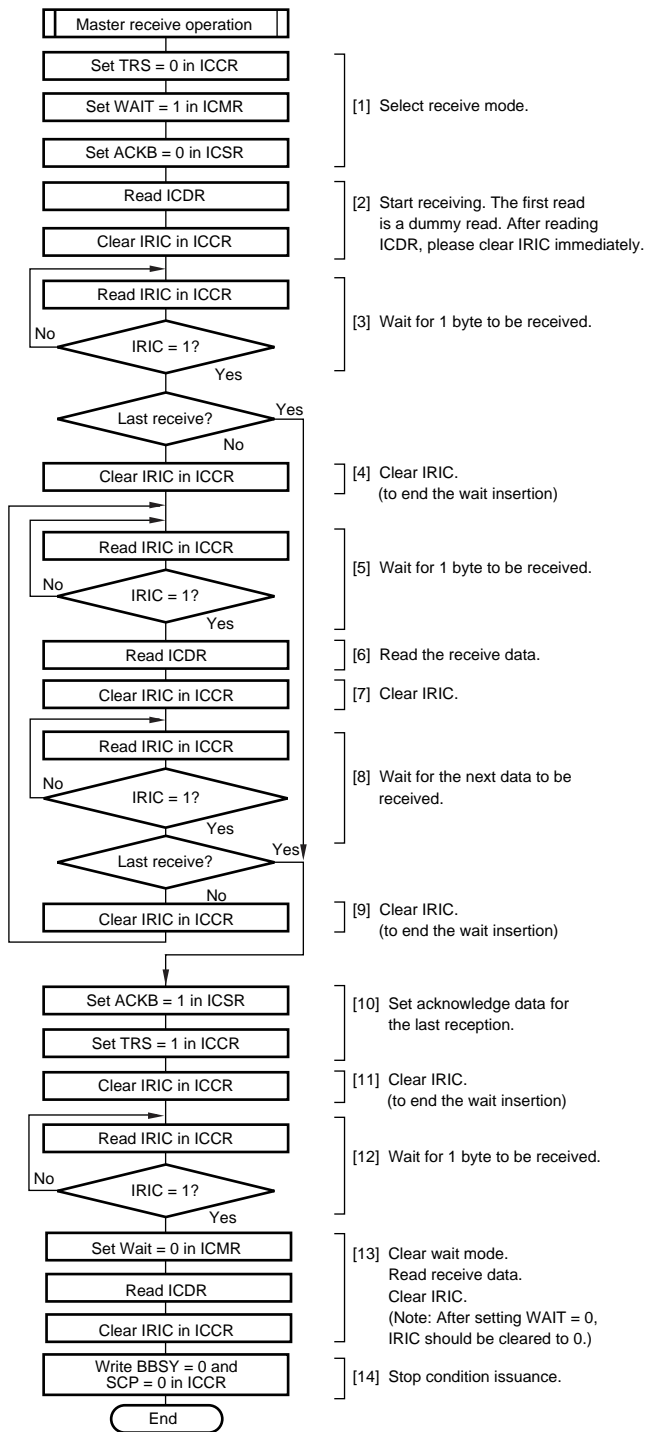 Master receive operation
Set TRS = 0 in ICCR
Set WAIT = 1 in ICMR
Set ACKB = 0 in ICSR
[1] Select receive mode.
Read ICDR
Clear IRIC in ICCR
[2] Start receiving. The first read
is a dummy read. After reading
ICDR, please clear IRIC immediately.
Read IRIC in ICCR
No
IRIC = 1?
Yes
[3] Wait for 1 byte to be received.
Last receive?
Yes
No
Clear IRIC in ICCR
[4] Clear IRIC.
(to end the wait insertion)
Read IRIC in ICCR
No
IRIC = 1?
Yes
[5] Wait for 1 byte to be received.
Read ICDR
[6] Read the receive data.
Clear IRIC in ICCR
[7] Clear IRIC.
Read IRIC in ICCR
No
IRIC = 1?
Yes
[8] Wait for the next data to be
received.
Last receive?
Yes
No
Clear IRIC in ICCR
[9] Clear IRIC.
(to end the wait insertion)
Set ACKB = 1 in ICSR
Set TRS = 1 in ICCR
[10] Set acknowledge data for
the last reception.
Clear IRIC in ICCR
[11] Clear IRIC.
(to end the wait insertion)
Read IRIC in ICCR
No
IRIC = 1?
Yes
[12] Wait for 1 byte to be received.
Set Wait = 0 in ICMR
Read ICDR
Clear IRIC in ICCR
[13] Clear wait mode.
Read receive data.
Clear IRIC.
(Note: After setting WAIT = 0,
IRIC should be cleared to 0.)
Write BBSY = 0 and
SCP = 0 in ICCR
[14] Stop condition issuance.
End